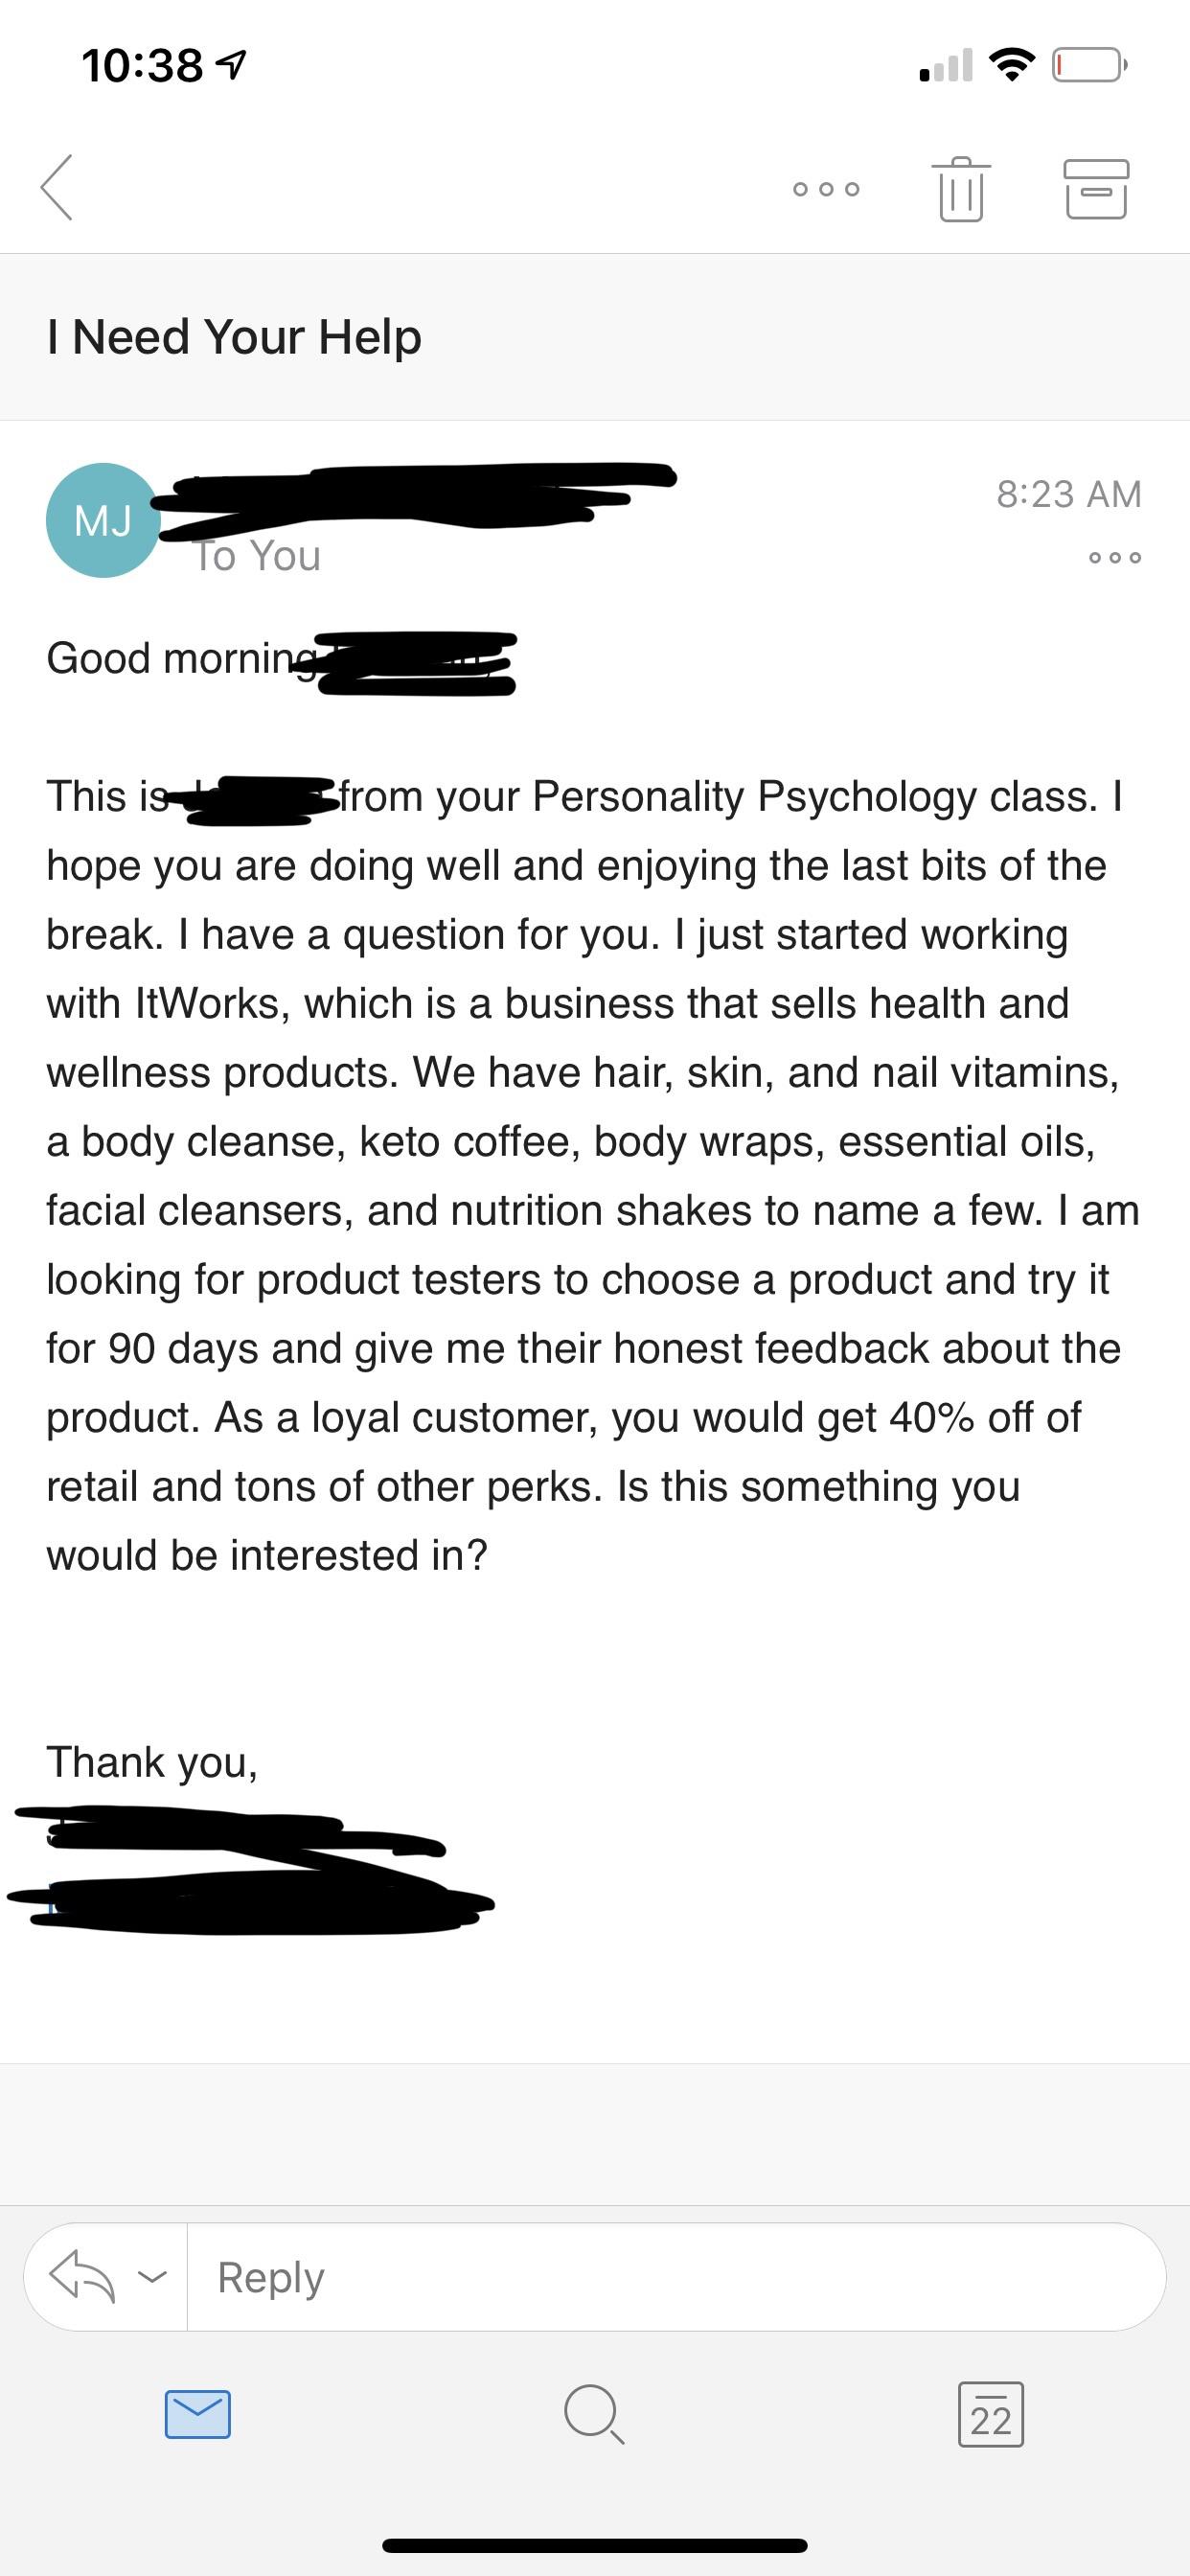 10:38
I Need Your Help
MJ
8:23 AM
To You
Good morning
This is from your Personality Psychology class. I
hope you are doing well and enjoying the last bits of the
break. I have a question for you. I just started working
with ItWorks, which is a business that sells health and
wellness products. We have hair, skin, and nail vitamins,
a body cleanse, keto coffee, body wraps, essential oils,
facial cleansers, and nutrition shakes to name a few. I am
looking for product testers to choose a product and try it
for 90 days and give me their honest feedback about the
product. As a loyal customer, you would get 40% off of
retail and tons of other perks. Is this something you
would be interested in?
Thank you,
Reply
22